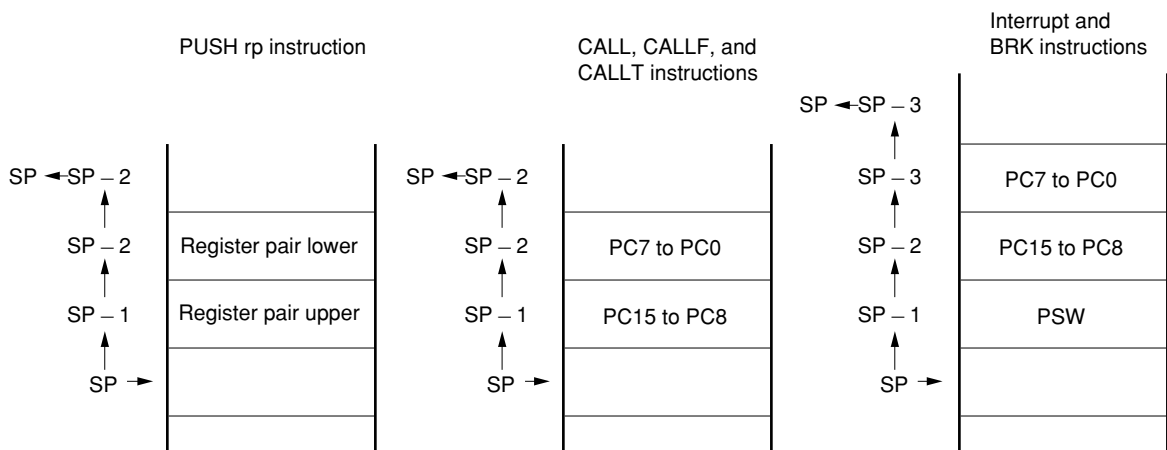 PUSH rp instruction
SP SP – 2
SP – 2 Register pair lower
SP – 1 Register pair upper
SP
CALL, CALLF, and
CALLT instructions
SP SP – 2
SP – 2 PC7 to PC0
SP – 1 PC15 to PC8
SP
Interrupt and
BRK instructions
SP SP – 3
SP – 3 PC7 to PC0
SP – 2 PC15 to PC8
SP – 1 PSW
SP